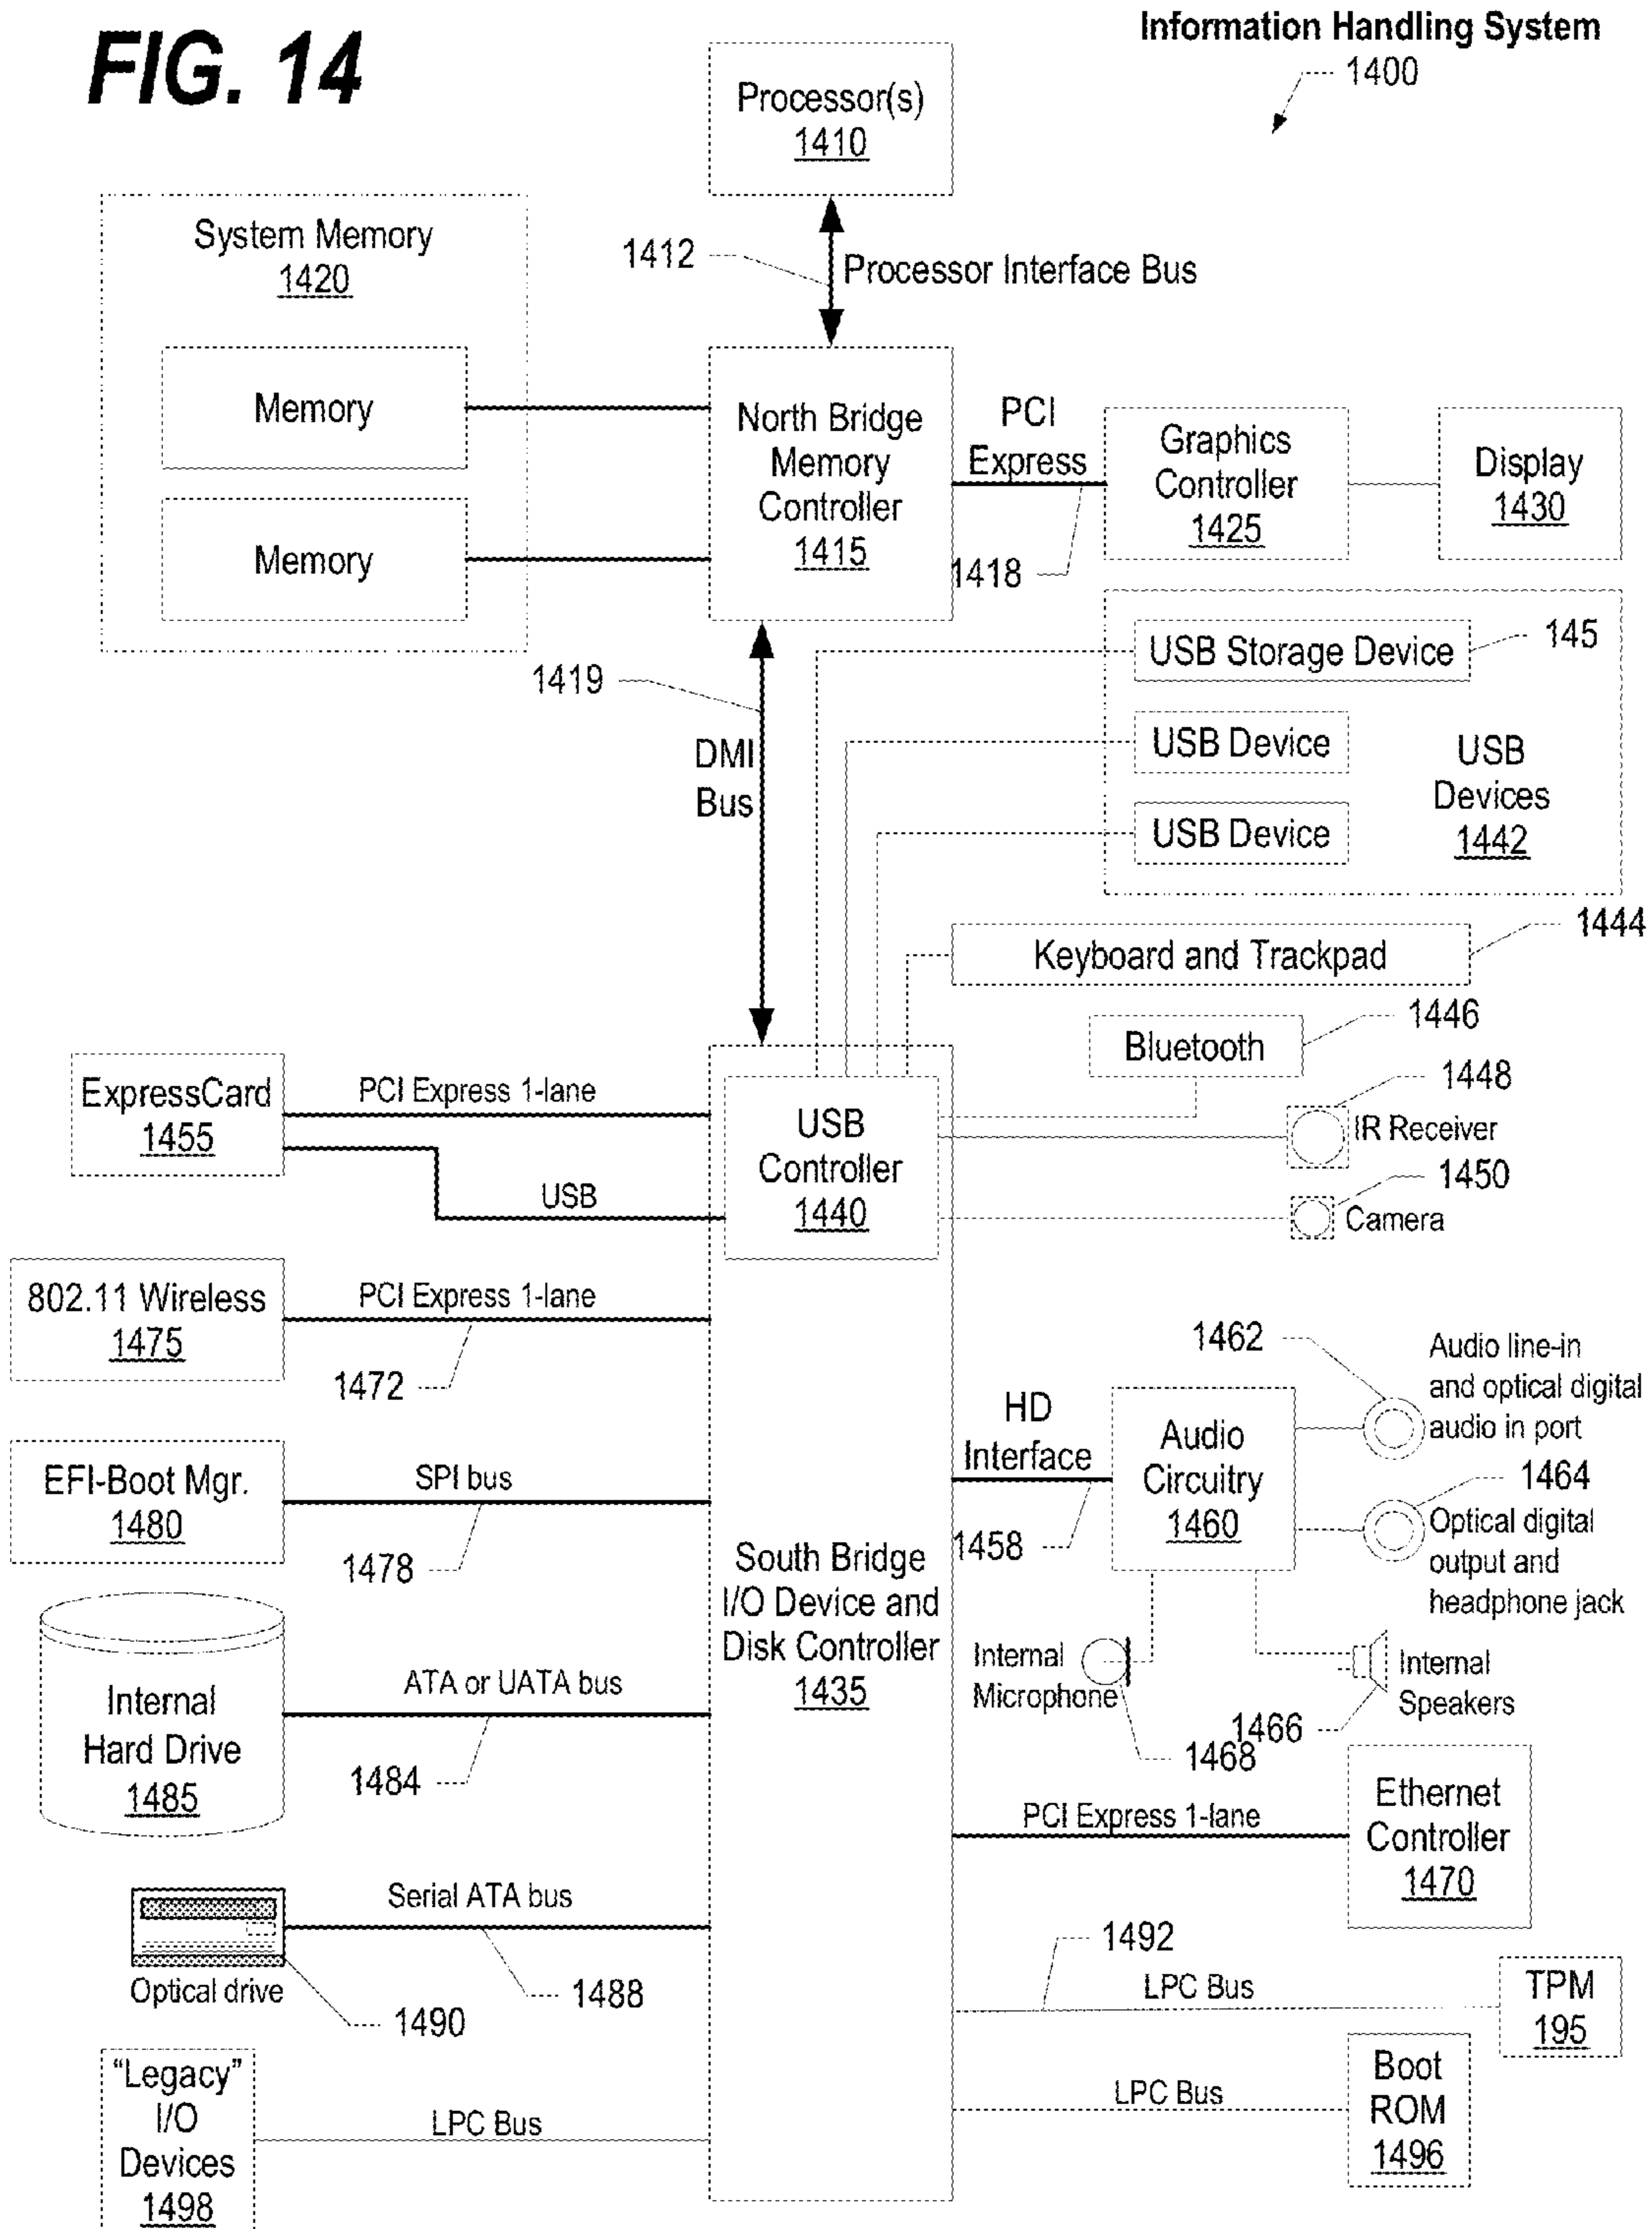 FIG. 14
Information Handling System
1400
Processor(s)
1410
System Memory
1420
1412
Processor Interface Bus
Memory
Memory
North Bridge
Memory
Controller
1415
PCI
Express
1418
Graphics
Controller
1425
Display
1430
USB Storage Device
145
USB Device
USB Device
USB
Devices
1442
1419
DMI
Bus
1444
Keyboard and Trackpad
1446
Bluetooth
1448
IR Receiver
1450
Camera
ExpressCard
1455
PCI Express 1-lane
USB
USB
Controller
1440
802.11 Wireless
1475
PCI Express 1-lane
1472
EFI-Boot Mgr.
1480
SPI bus
1478
South Bridge
I/O Device and
Disk Controller
1435
HD
Interface
1458
Audio
Circuitry
1460
1462
Audio line-in
and optical digital
audio in port
1464
Optical digital
output and
headphone jack
Internal
Microphone
1468
Internal
Speakers
1466
Internal
Hard Drive
1485
ATA or UATA bus
1484
PCI Express 1-lane
Ethernet
Controller
1470
Serial ATA bus
1488
Optical drive
1490
1492
LPC Bus
TPM
195
LPC Bus
Boot
ROM
1496
"Legacy"
I/O
Devices
1498
LPC Bus